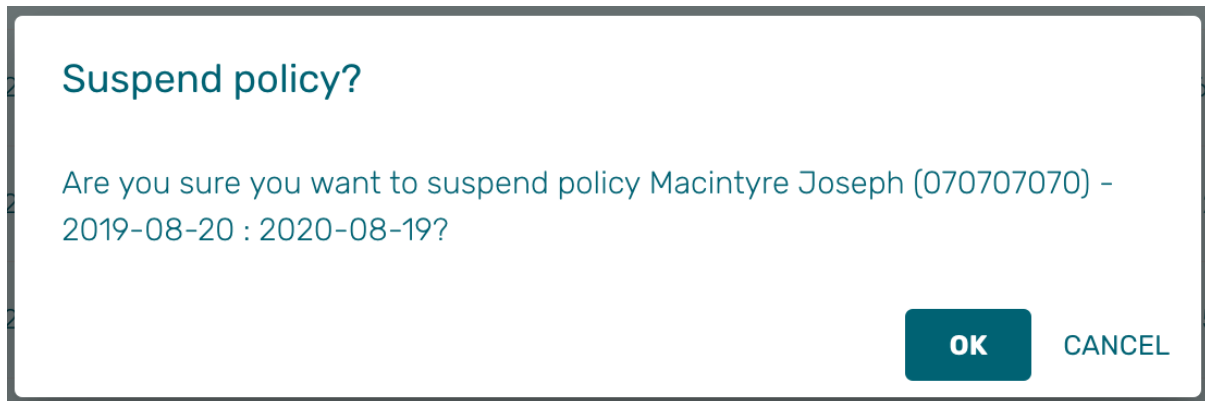 Suspend policy?
Are you sure you want to suspend policy Macintyre Joseph (070707070) -
2019-08-20 : 2020-08-19?
OK CANCEL